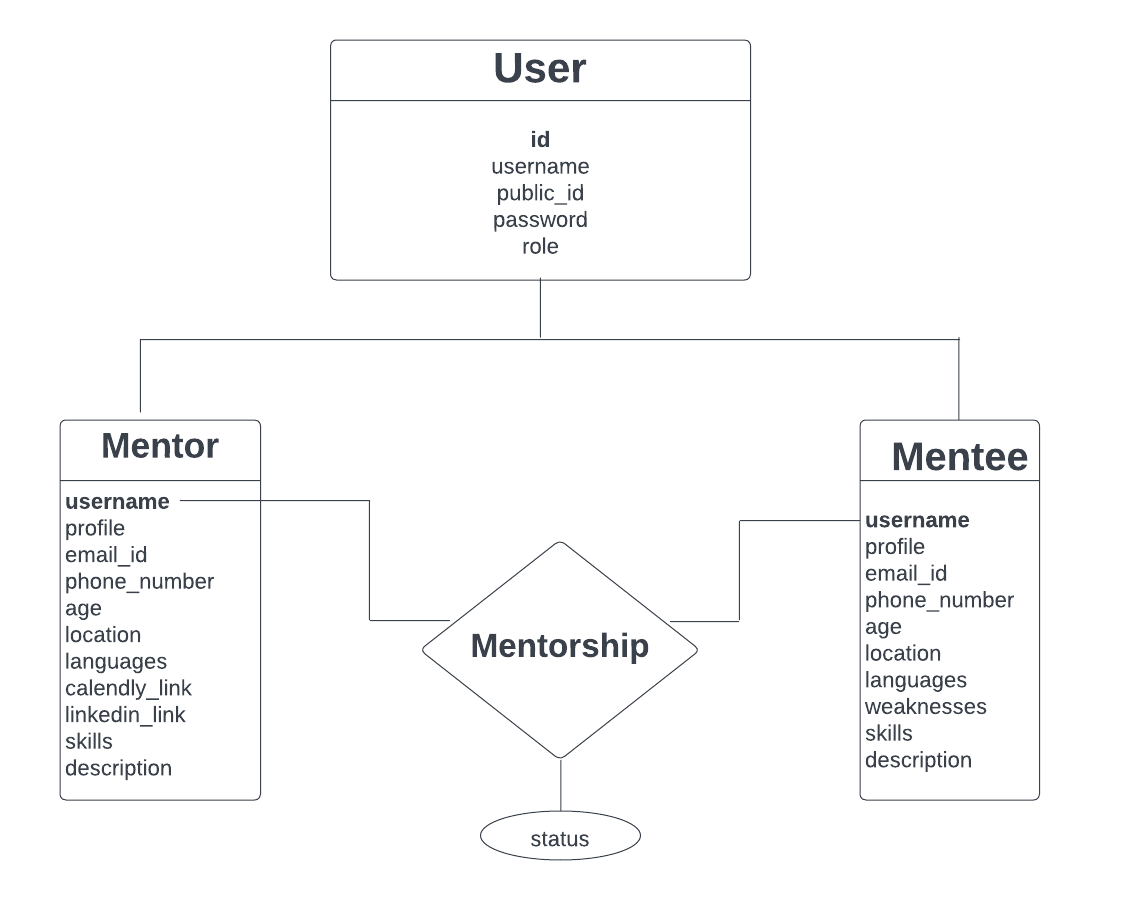 User
id
username
public_id
password
role
Mentor
username
profile
email_id
phone_number
age
location
languages
calendly_link
linkedin_link
skills
description
Mentorship
status
Mentee
username
profile
email_id
phone_number
age
location
languages
weaknesses
skills
description